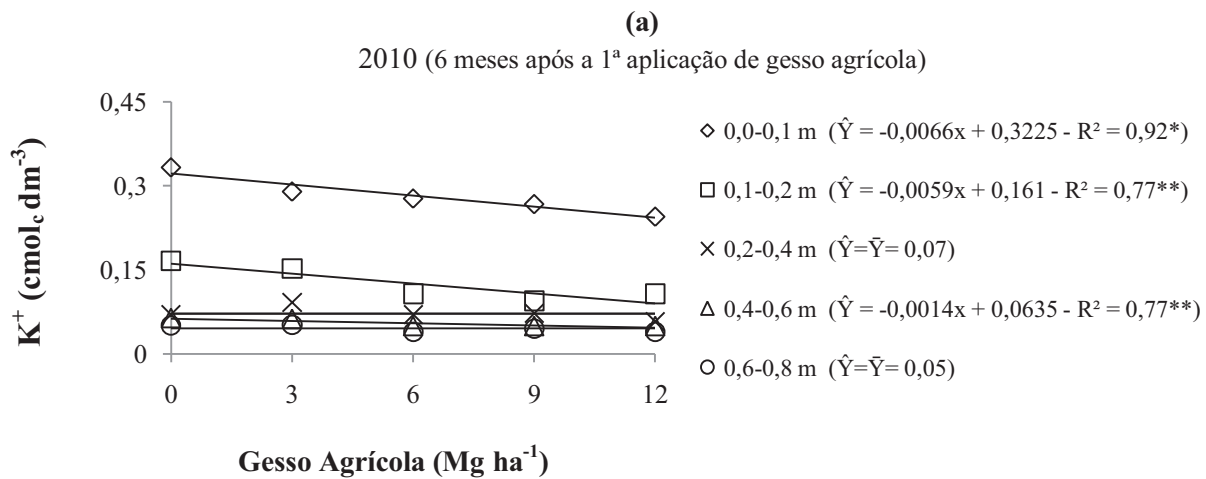 (a)
2010 (6 meses após a 1ª aplicação de gesso agrícola)
K⁺ (cmol_c dm⁻³)
0,45
0,3
0,15
0
0 3 6 9 12
Gesso Agrícola (Mg ha⁻¹)
0,0-0,1 m (Ŷ = -0,0066x + 0,3225 - R² = 0,92*)
0,1-0,2 m (Ŷ = -0,0059x + 0,161 - R² = 0,77**)
0,2-0,4 m (Ŷ=Ȳ= 0,07)
0,4-0,6 m (Ŷ = -0,0014x + 0,0635 - R² = 0,77**)
0,6-0,8 m (Ŷ=Ȳ= 0,05)